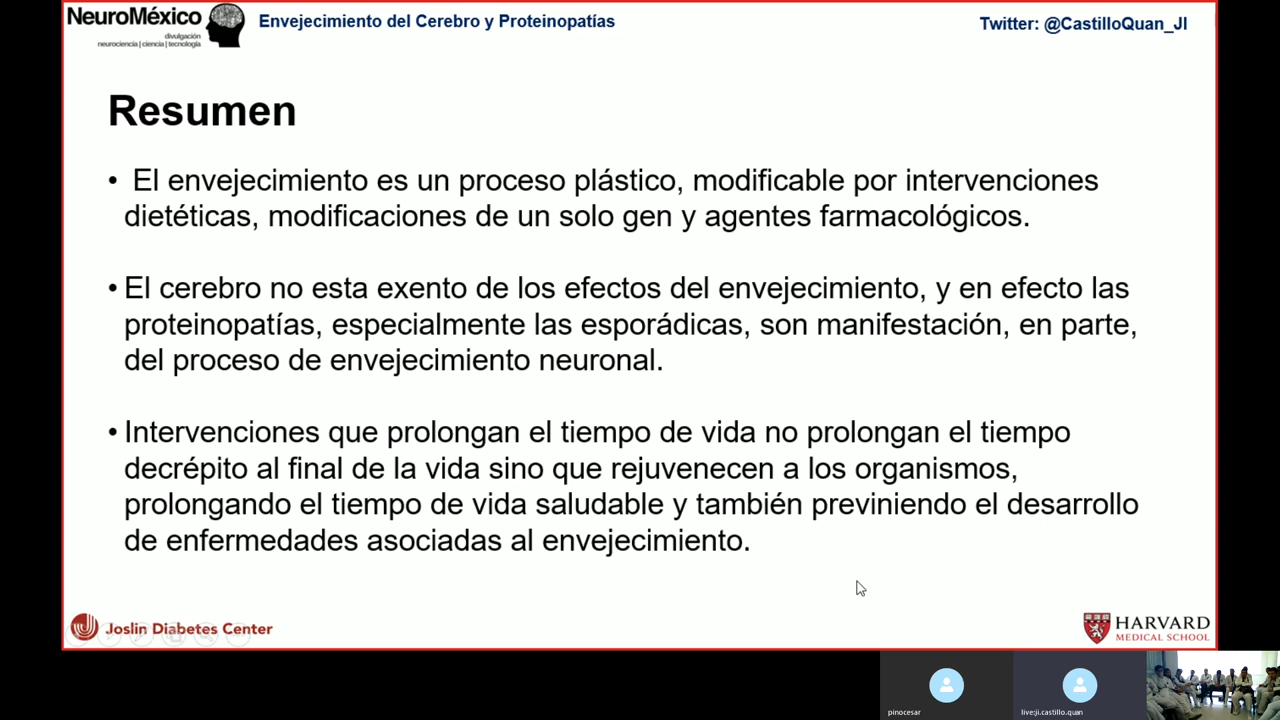 NeuroMéxico
divulgación
neurociencia | ciencia | tecnología
Envejecimiento del Cerebro y Proteinopatías
Twitter: @CastilloQuan_JI
Resumen
• El envejecimiento es un proceso plástico, modificable por intervenciones
dietéticas, modificaciones de un solo gen y agentes farmacológicos.
• El cerebro no esta exento de los efectos del envejecimiento, y en efecto las
proteinopatías, especialmente las esporádicas, son manifestación, en parte,
del proceso de envejecimiento neuronal.
• Intervenciones que prolongan el tiempo de vida no prolongan el tiempo
decrépito al final de la vida sino que rejuvenecen a los organismos,
prolongando el tiempo de vida saludable y también previniendo el desarrollo
de enfermedades asociadas al envejecimiento.
Joslin Diabetes Center
HARVARD
MEDICAL SCHOOL
pinocesar
live:ji.castillo.quan